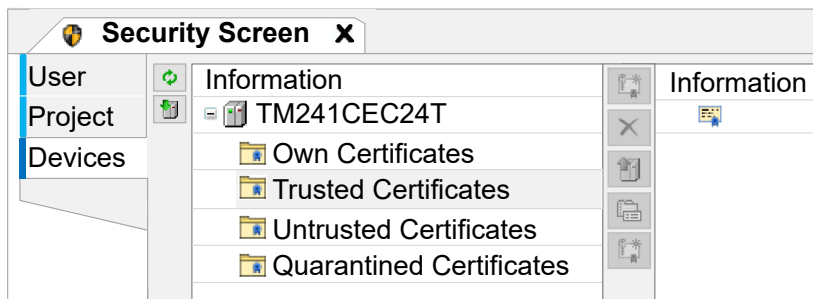 Security Screen X
User
Project
Devices
Information
TM241CEC24T
Own Certificates
Trusted Certificates
Untrusted Certificates
Quarantined Certificates
Information